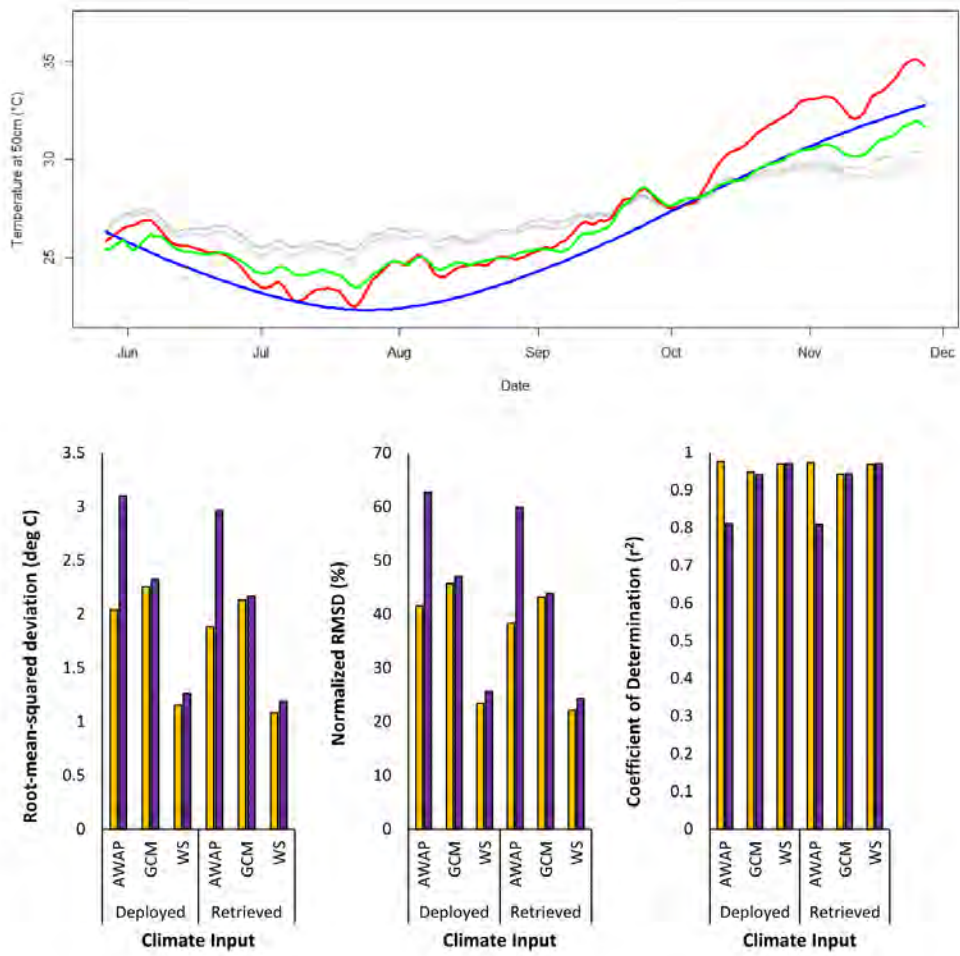 Temperature at 50cm (°C)
35
30
25
Jun Jul Aug Sep Oct Nov Dec
Date
Root-mean-squared deviation (deg C)
3.5
3
2.5
2
1.5
1
0.5
0
AWAP GCM WS AWAP GCM WS
Deployed Retrieved
Climate Input
Normalized RMSD (%)
70
60
50
40
30
20
10
0
AWAP GCM WS AWAP GCM WS
Deployed Retrieved
Climate Input
Coefficient of Determination (r²)
1
0.9
0.8
0.7
0.6
0.5
0.4
0.3
0.2
0.1
0
AWAP GCM WS AWAP GCM WS
Deployed Retrieved
Climate Input